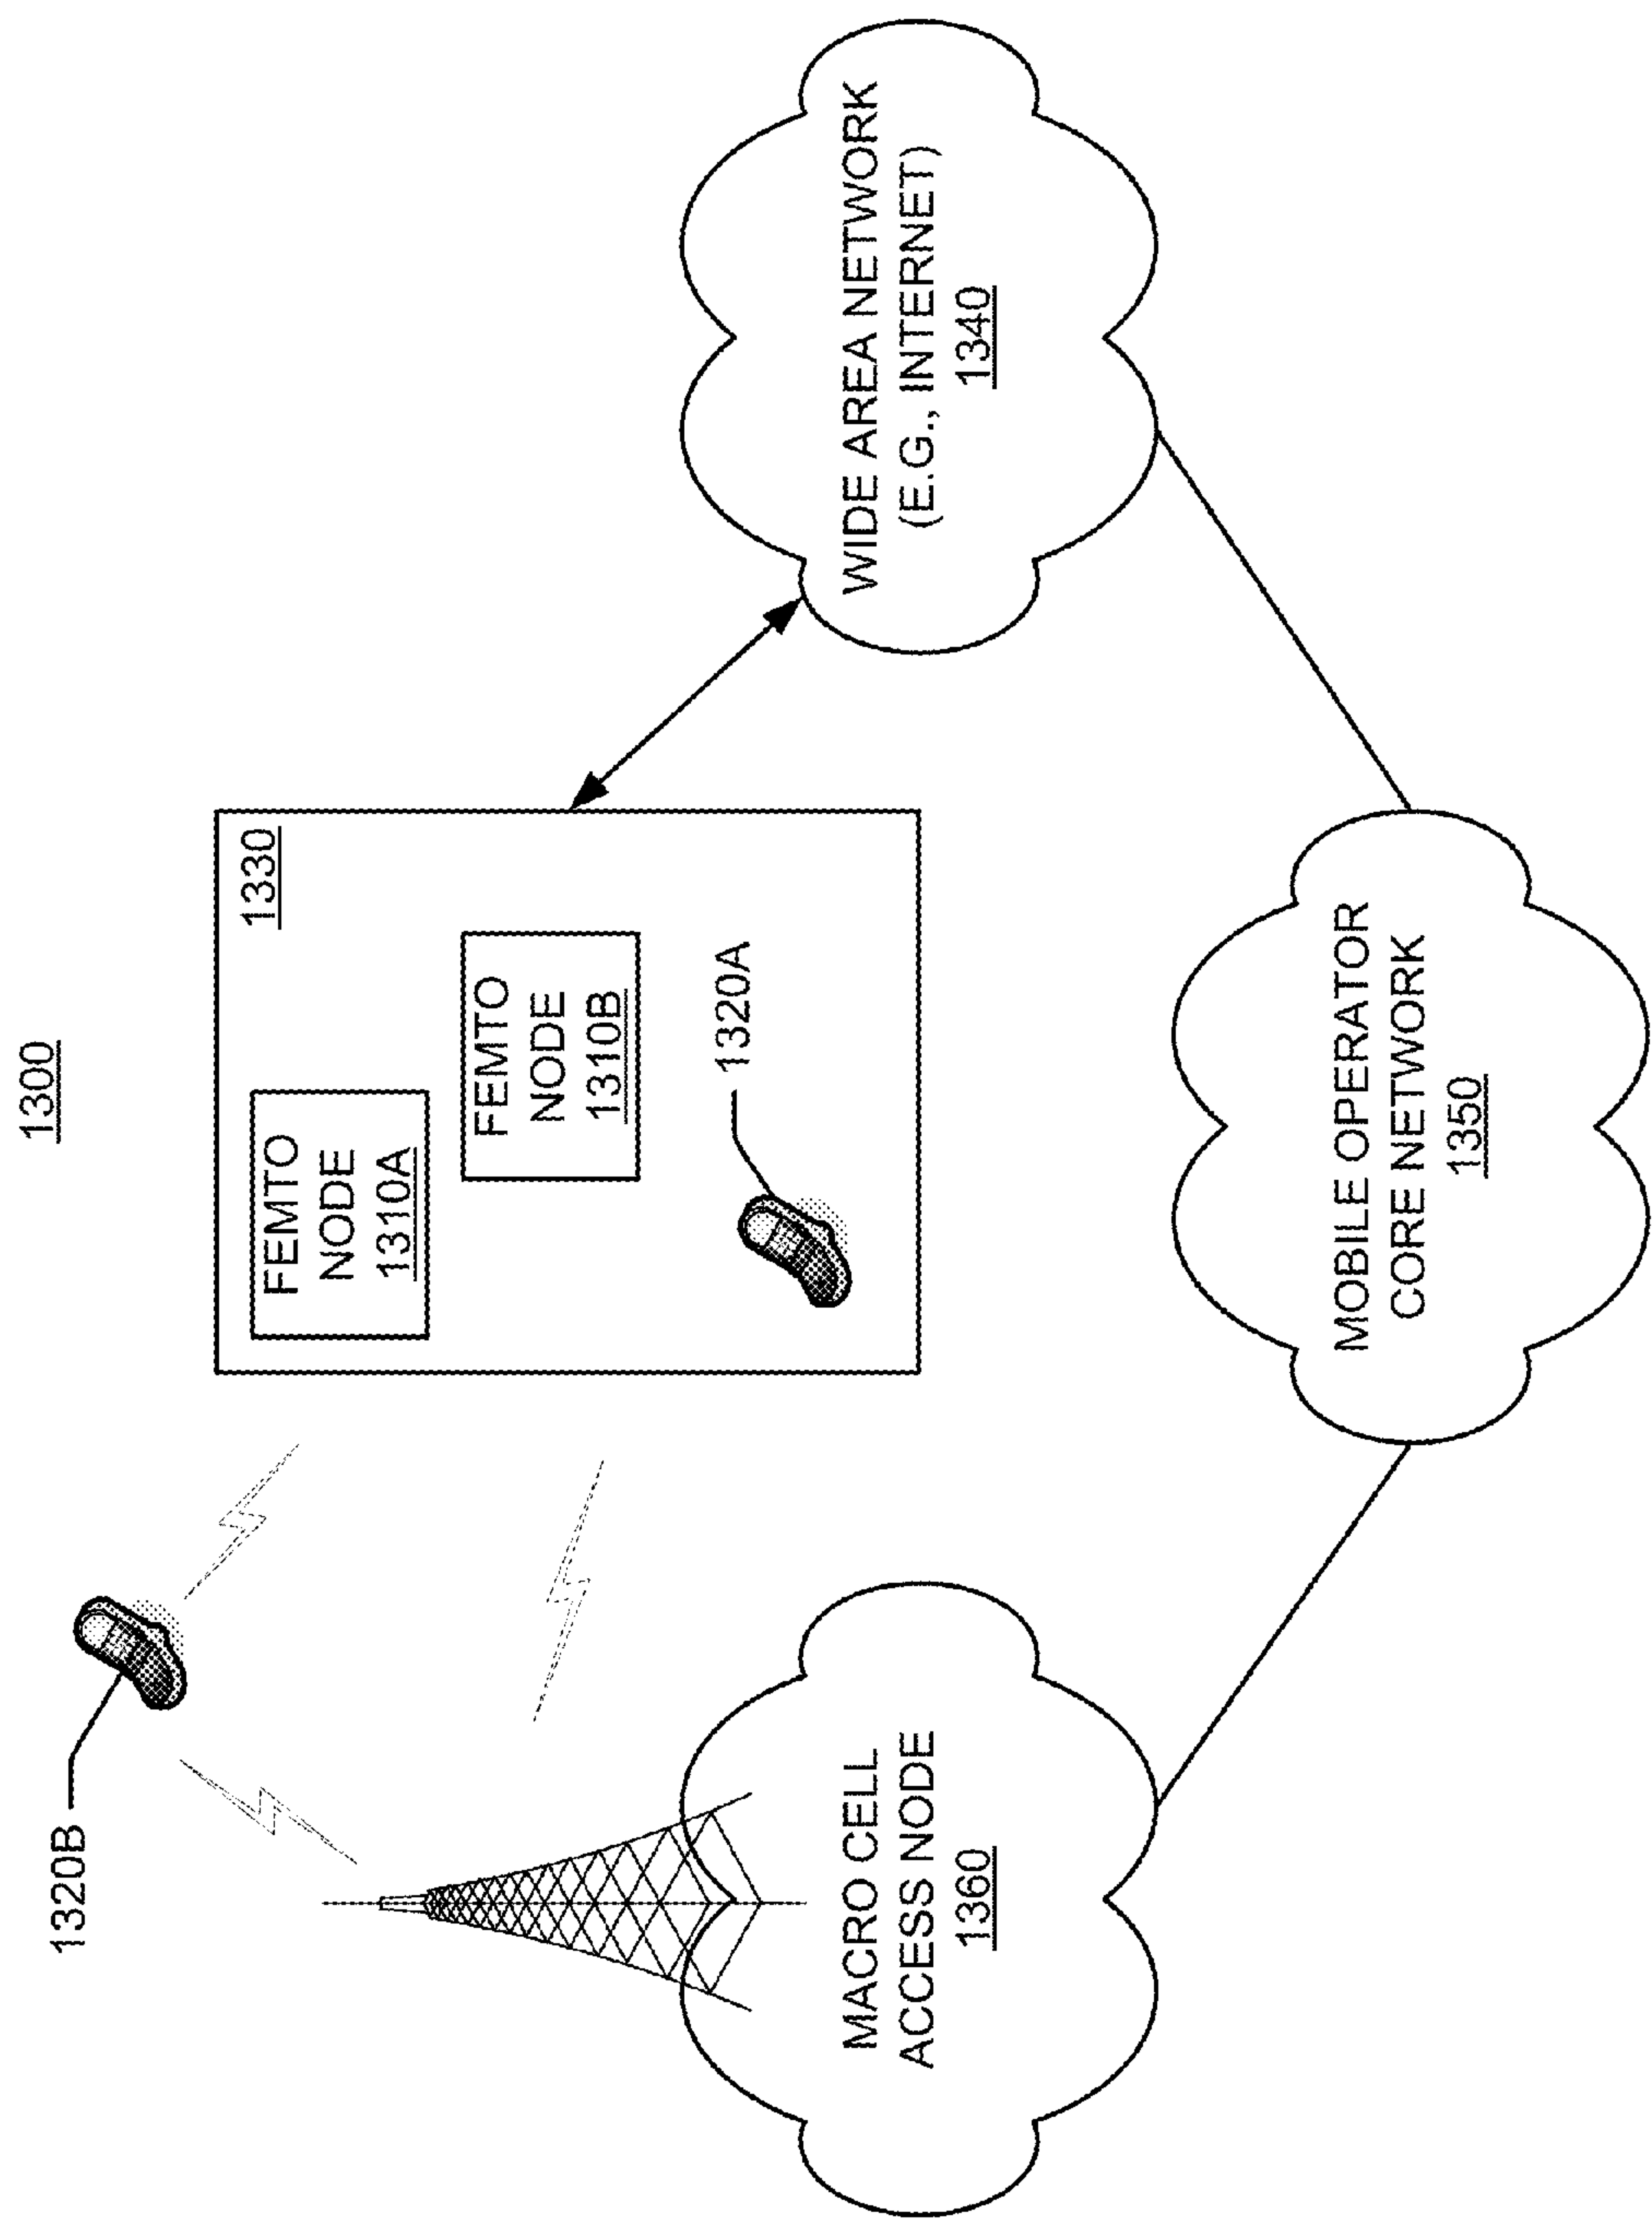 1300
1320B
1330
FEMTO
NODE
1310A
FEMTO
NODE
1310B
1320A
MACRO CELL
ACCESS NODE
1360
WIDE AREA NETWORK
(E.G., INTERNET)
1340
MOBILE OPERATOR
CORE NETWORK
1350